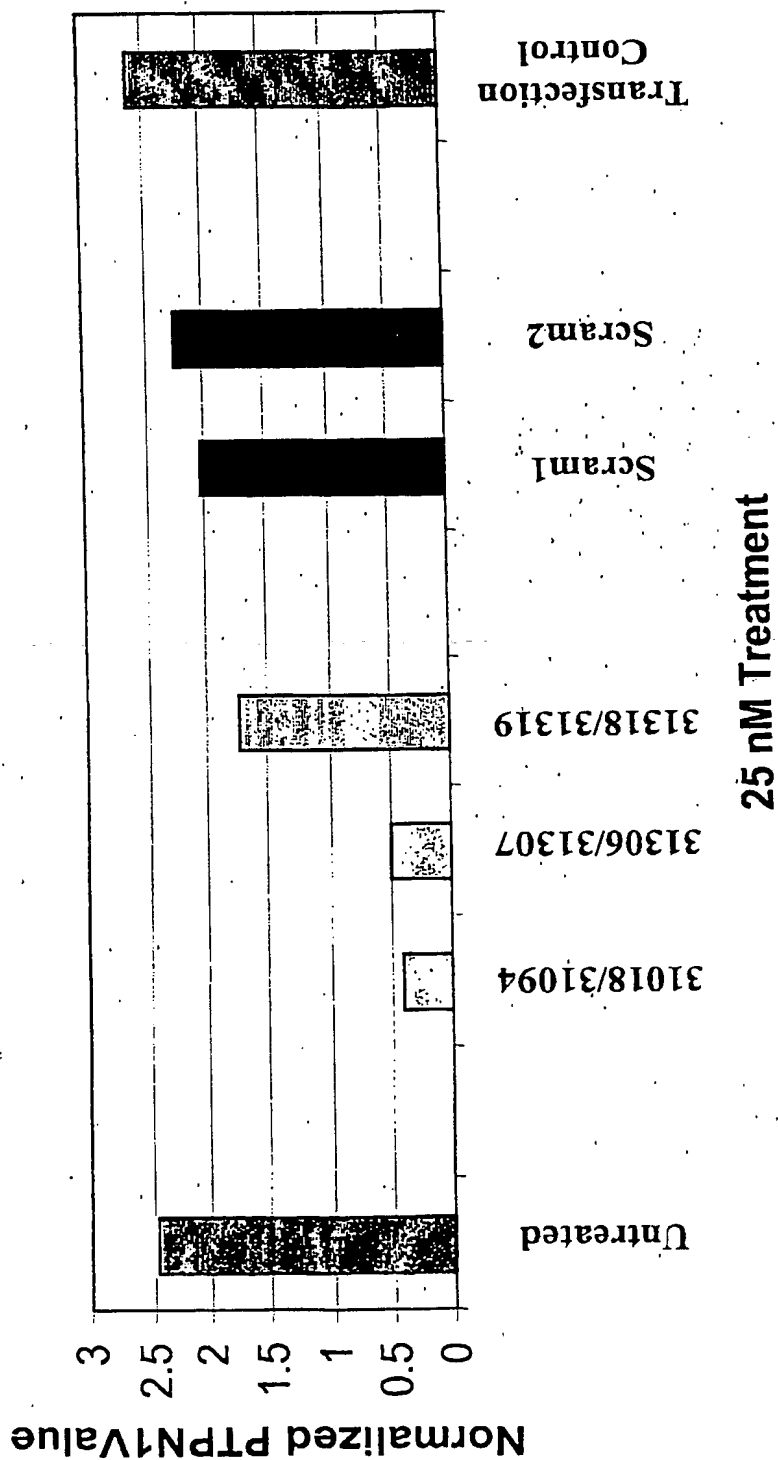 Normalized PTPN1Value
3
2.5
2
1.5
1
0.5
0
Untreated
31018/31094
31306/31307
31318/31319
Scram1
Scram2
Transfection
Control
25 nM Treatment